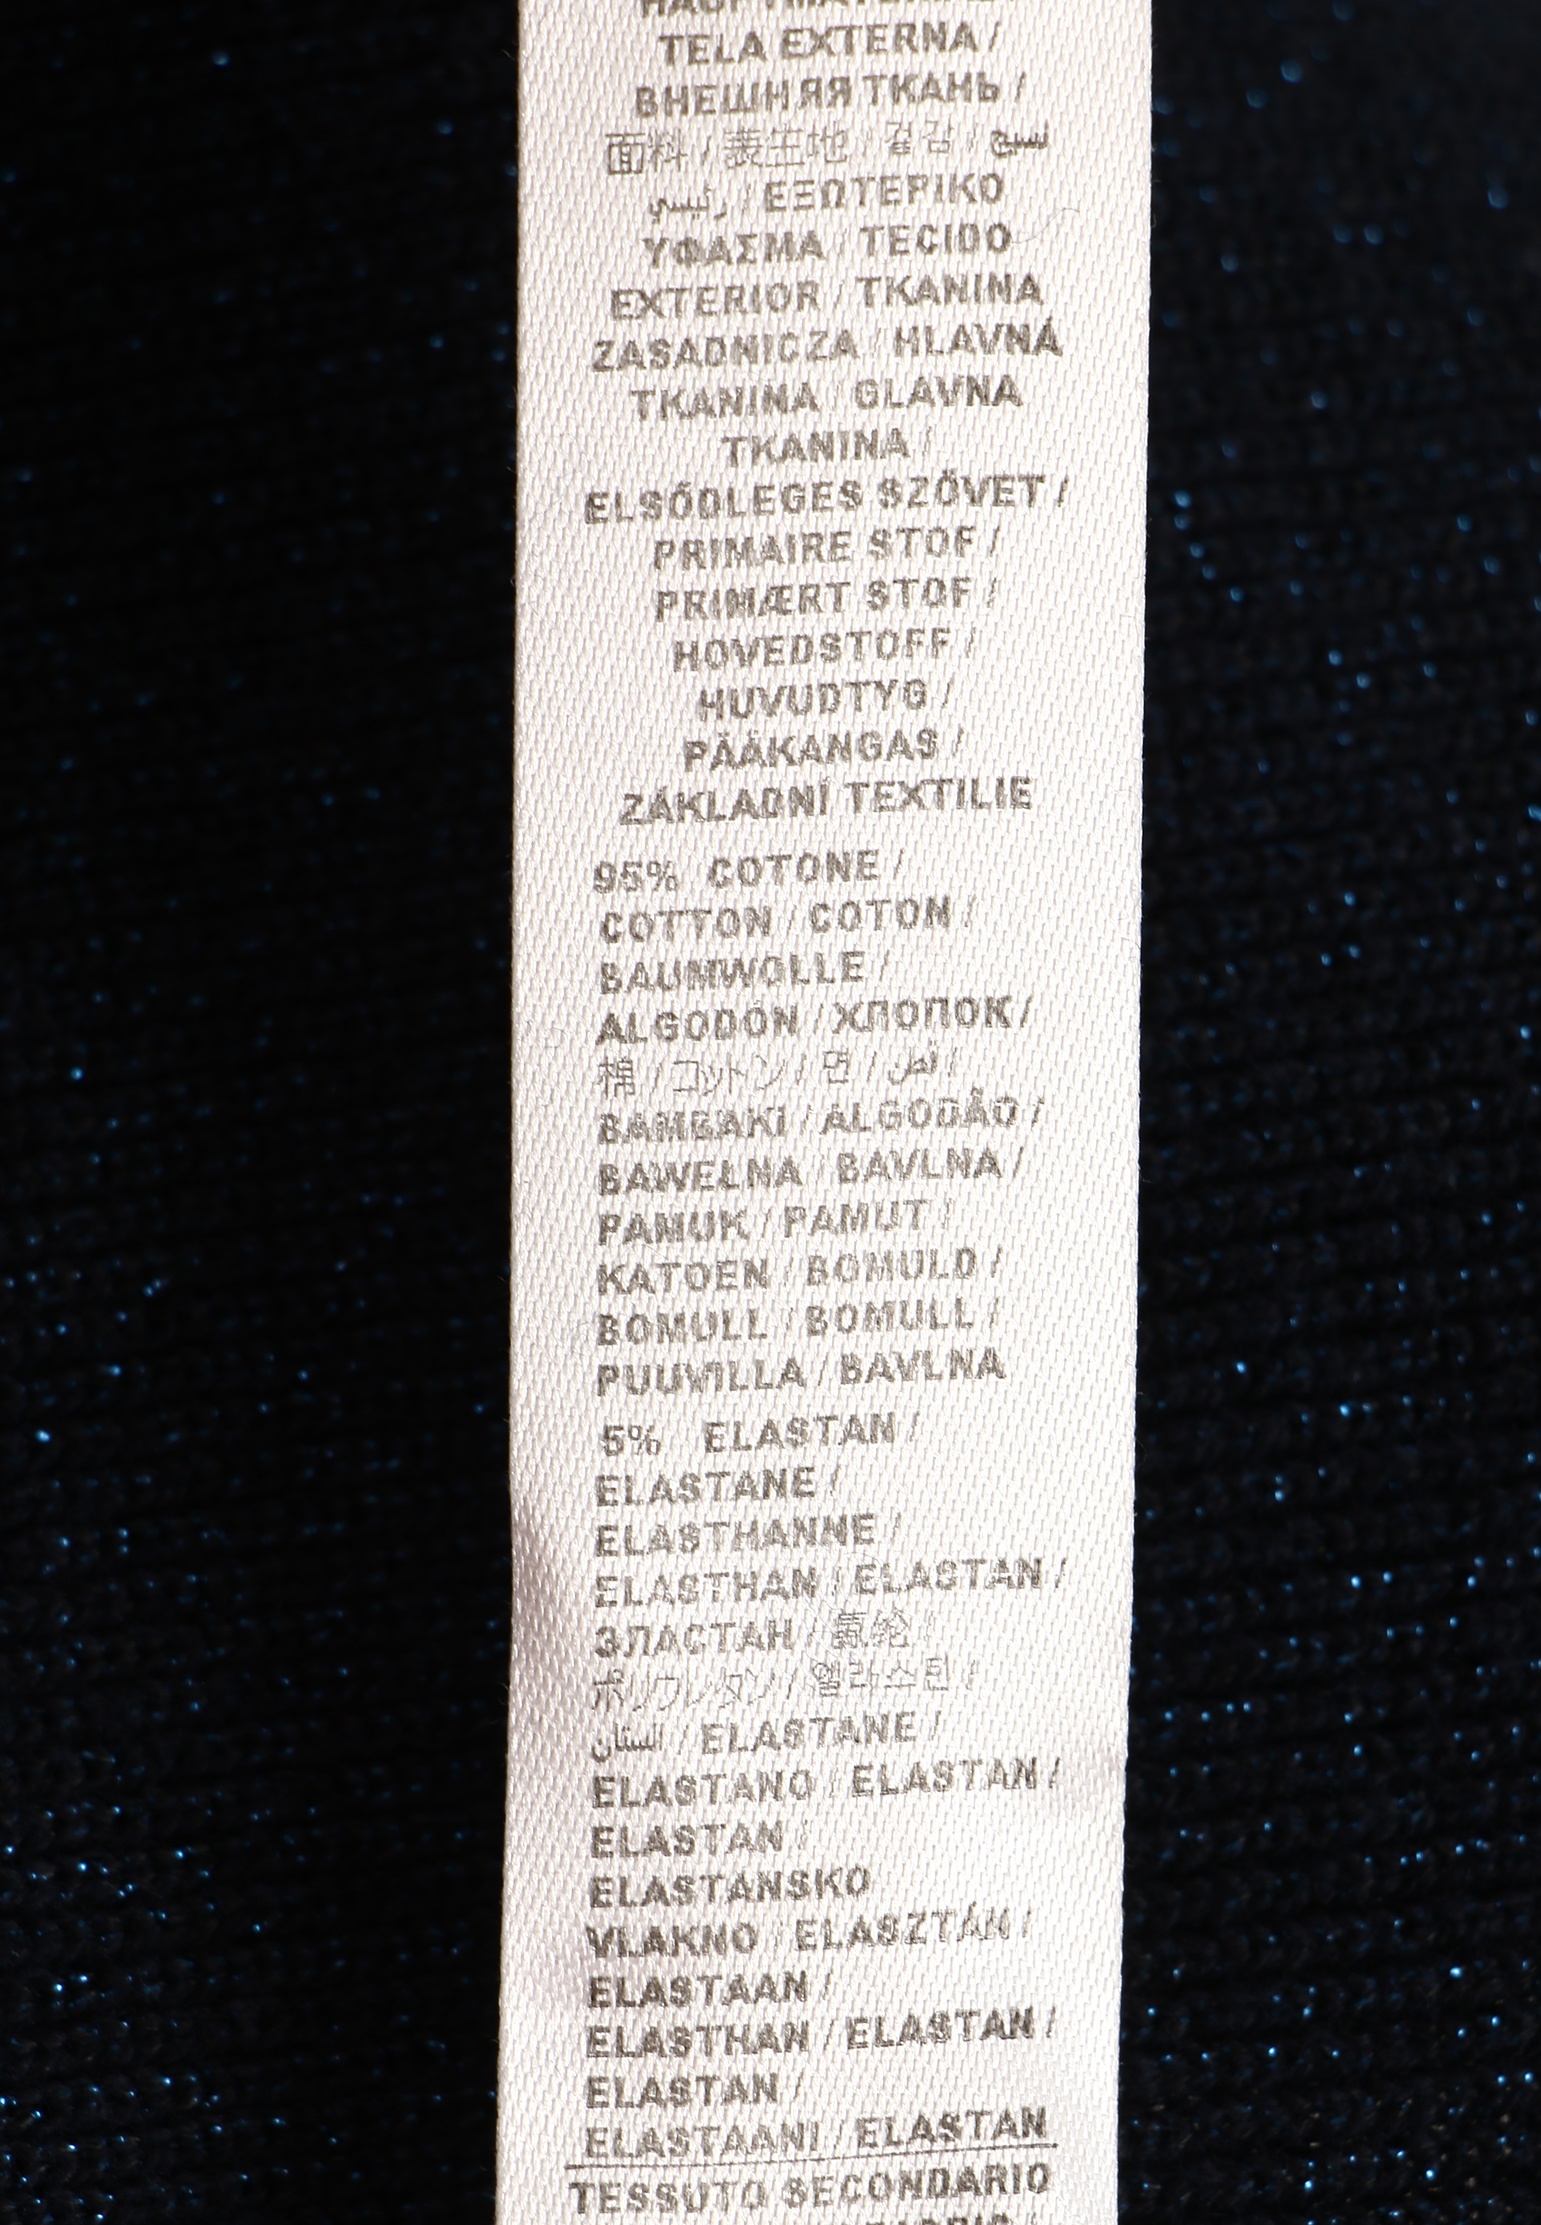 TELA EXTERNA /
ВНЕШНЯЯ ТКАНЬ /
面料 / 表生地 / 겉감 / نسيج
رئيسي / ΕΞΩΤΕΡΙΚΟ
ΥΦΑΣΜΑ / TECIDO
EXTERIOR / TKANINA
ZASADNICZA / HLAVNÁ
TKANINA / GLAVNA
TKANINA /
ELSŐDLEGES SZÖVET /
PRIMAIRE STOF /
PRIMÆRT STOF /
HOVEDSTOFF /
HUVUDTYG /
PÄÄKANGAS /
ZÁKLADNÍ TEXTILIE
95% COTONE /
COTTON / COTON /
BAUMWOLLE /
ALGODÓN / ХЛОПОК /
棉 / コットン / 면 / قطن /
BAMBAKI / ALGODÃO /
BAWEŁNA / BAVLNA /
PAMUK / PAMUT /
KATOEN / BOMULD /
BOMULL / BOMULL /
PUUVILLA / BAVLNA
5% ELASTAN /
ELASTANE /
ELASTHANNE /
ELASTHAN / ELASTAN /
ЭЛАСТАН / 氨纶 /
ポリウレタン / 엘라스틴 /
الستان / ELASTANE /
ELASTANO / ELASTAN /
ELASTAN /
ELASTANSKO
VLAKNO / ELASZTÁN /
ELASTAAN /
ELASTHAN / ELASTAN /
ELASTAN /
ELASTAANI / ELASTAN
TESSUTO SECONDARIO